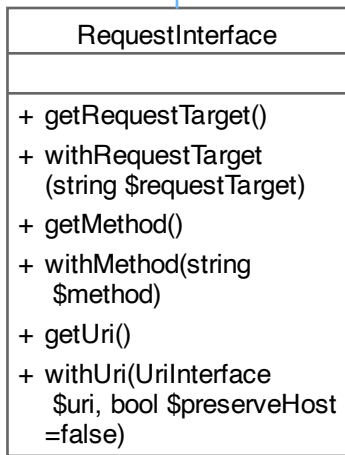 RequestInterface
+ getRequestTarget()
+ withRequestTarget
(string $requestTarget)
+ getMethod()
+ withMethod(string
$method)
+ getUri()
+ withUri(UriInterface
$uri, bool $preserveHost
=false)